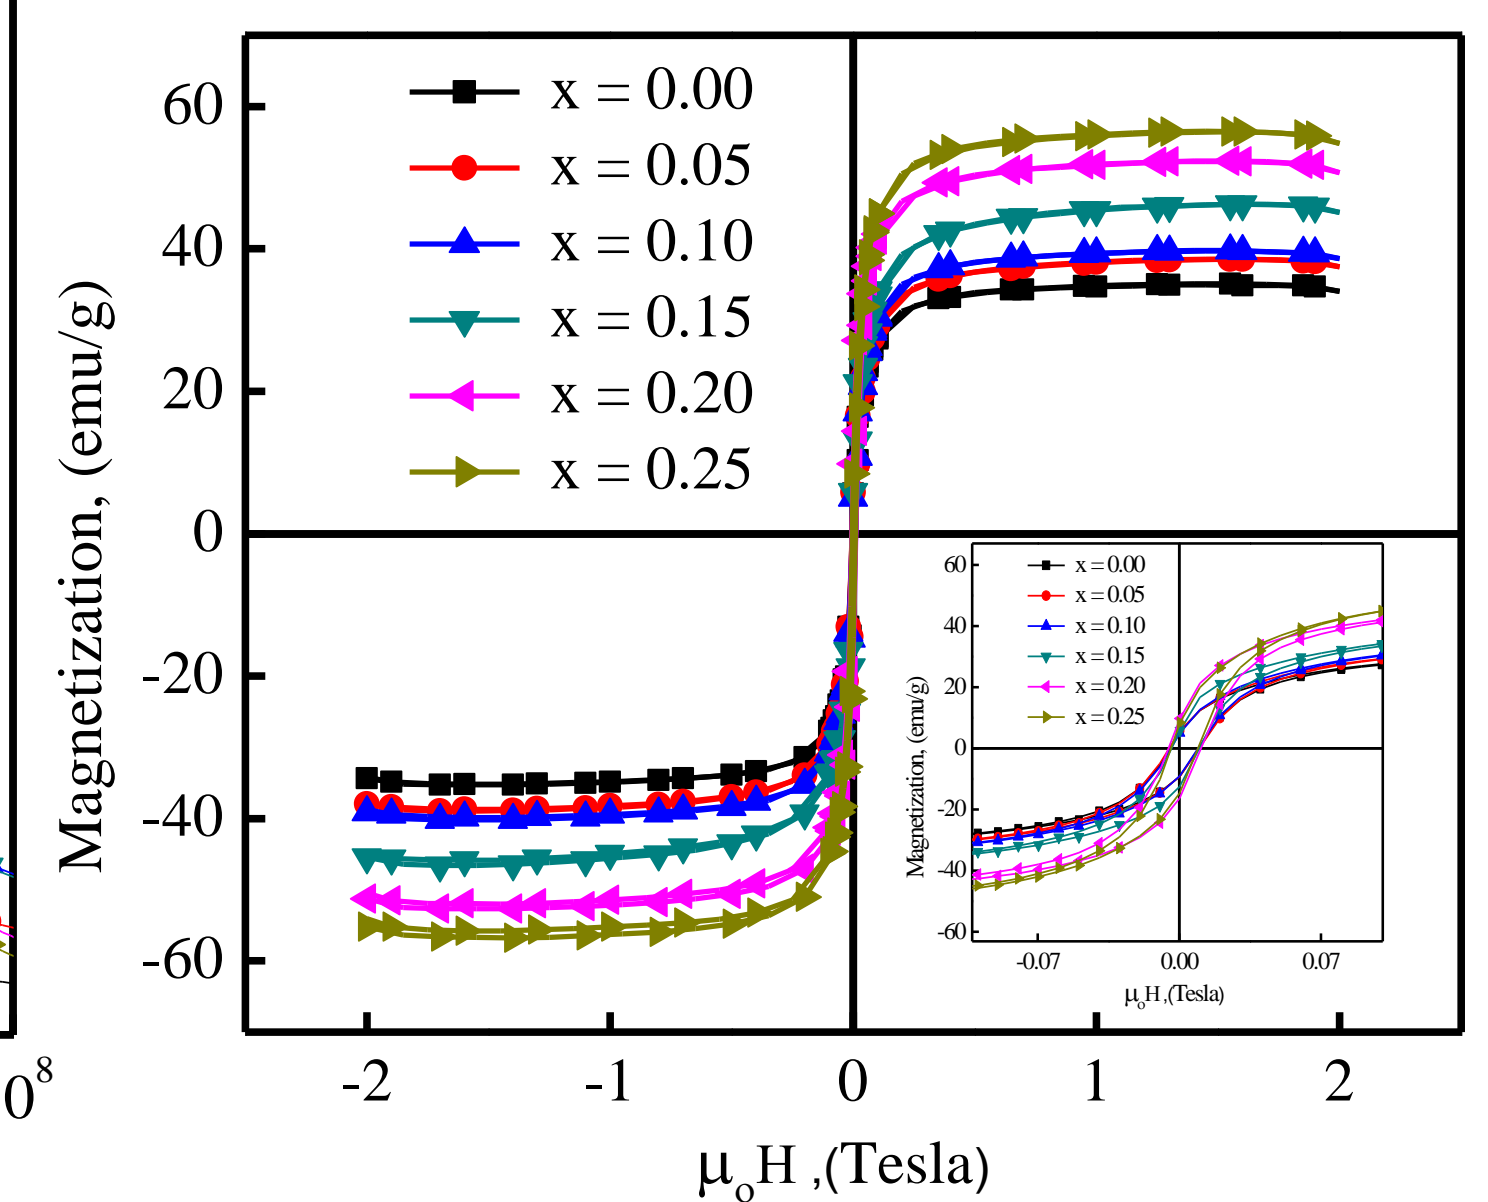 60
40
20
0
-20
-40
-60
Magnetization, (emu/g)
x = 0.00
x = 0.05
x = 0.10
x = 0.15
x = 0.20
x = 0.25
-2 -1 0 1 2
μoH ,(Tesla)
60
40
20
0
-20
-40
-60
Magnetization, (emu/g)
x = 0.00
x = 0.05
x = 0.10
x = 0.15
x = 0.20
x = 0.25
-0.07 0.00 0.07
μoH ,(Tesla)
0⁸